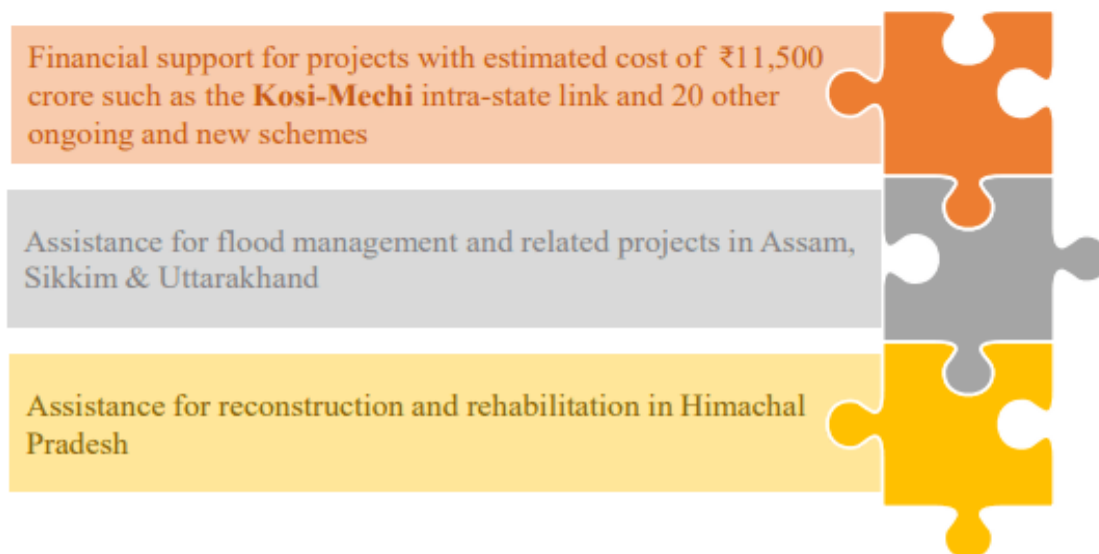 Financial support for projects with estimated cost of ₹11,500
crore such as the Kosi-Mechi intra-state link and 20 other
ongoing and new schemes
Assistance for flood management and related projects in Assam,
Sikkim & Uttarakhand
Assistance for reconstruction and rehabilitation in Himachal
Pradesh